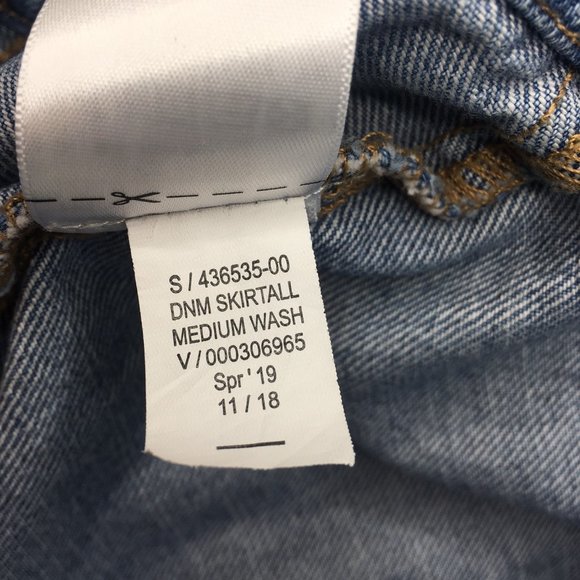 S / 436535-00
DNM SKIRTALL
MEDIUM WASH
V / 000306965
Spr ' 19
11 / 18